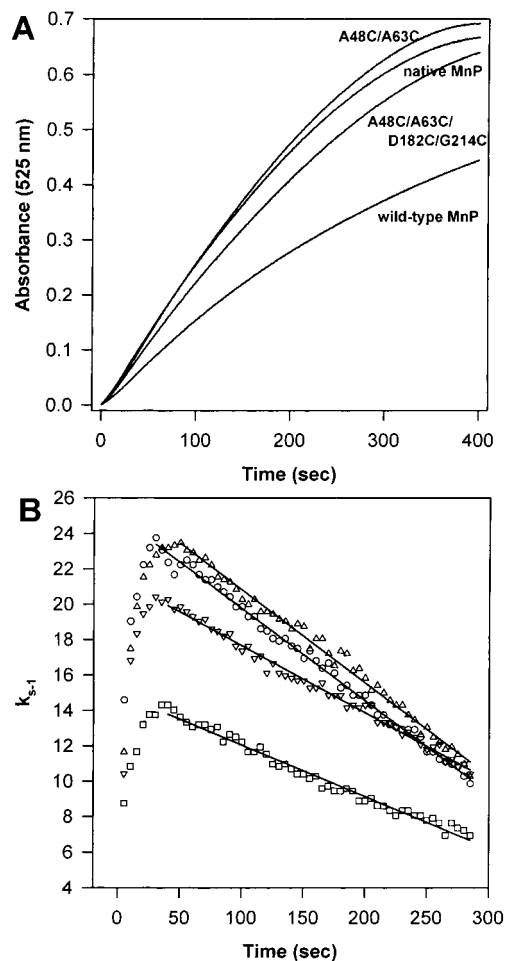 A
0.7
0.6
0.5
0.4
0.3
0.2
0.1
0.0
Absorbance (525 nm)
A48C/A63C
native MnP
A48C/A63C/
D182C/G214C
wild-type MnP
0 100 200 300 400
Time (sec)
B
26
24
22
20
18
16
14
12
10
8
6
4
ks-1
0 50 100 150 200 250 300
Time (sec)